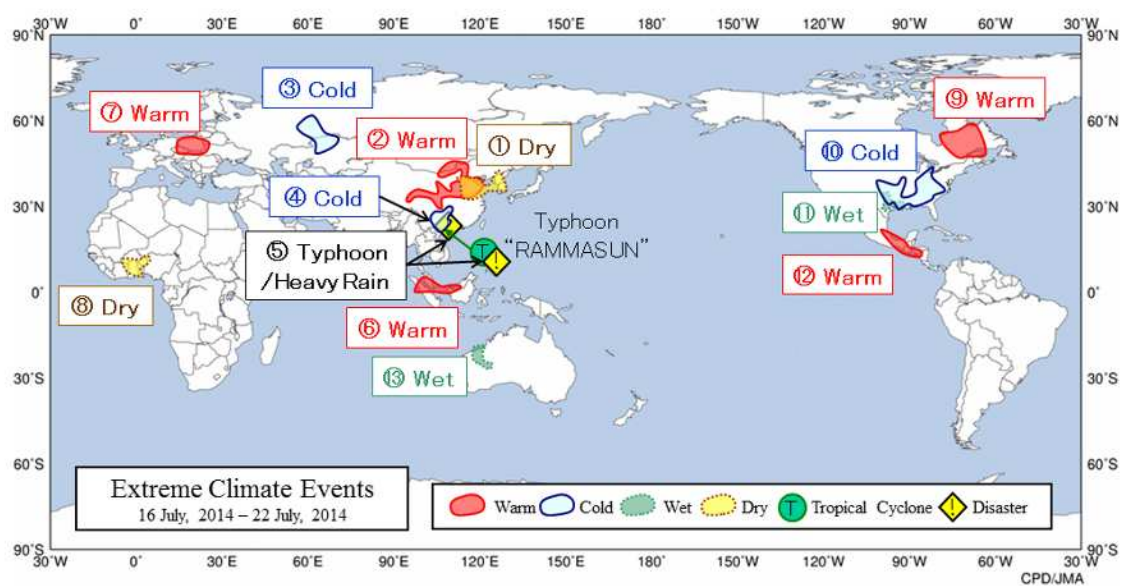 30°W 0° 30°E 60°E 90°E 120°E 150°E 180° 150°W 120°W 90°W 60°W 30°W
90°N 90°N
③ Cold
⑦ Warm
⑨ Warm
60°N 60°N
② Warm
① Dry
⑩ Cold
④ Cold
30°N 30°N
⑪ Wet
Typhoon
"RAMMASUN"
⑤ Typhoon
/Heavy Rain
T
!
⑫ Warm
0° 0°
⑧ Dry
⑥ Warm
⑬ Wet
30°S 30°S
60°S 60°S
Extreme Climate Events
16 July, 2014 – 22 July, 2014
Warm Cold Wet Dry T Tropical Cyclone ! Disaster
90°S 90°S
30°W 0° 30°E 60°E 90°E 120°E 150°E 180° 150°W 120°W 90°W 60°W 30°W
CPD/JMA